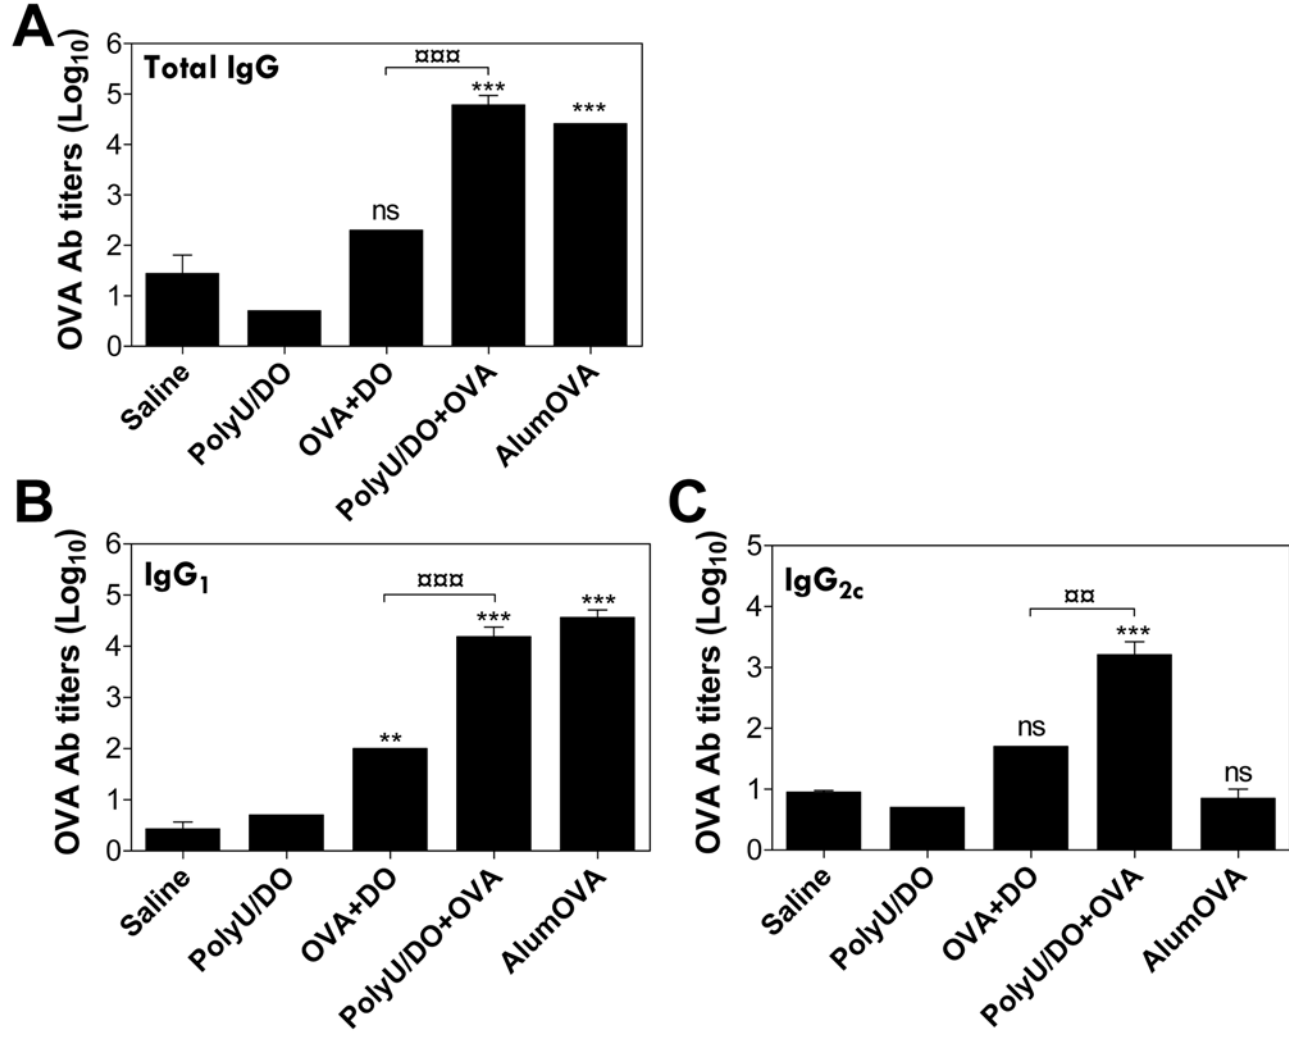 A
OVA Ab titers (Log10)
6
5
4
3
2
1
0
Total IgG
¤¤¤
ns
***
***
Saline
PolyU/DO
OVA+DO
PolyU/DO+OVA
AlumOVA
B
OVA Ab titers (Log10)
6
5
4
3
2
1
0
IgG1
¤¤¤
**
***
***
Saline
PolyU/DO
OVA+DO
PolyU/DO+OVA
AlumOVA
C
OVA Ab titers (Log10)
5
4
3
2
1
0
IgG2c
¤¤
ns
***
ns
Saline
PolyU/DO
OVA+DO
PolyU/DO+OVA
AlumOVA